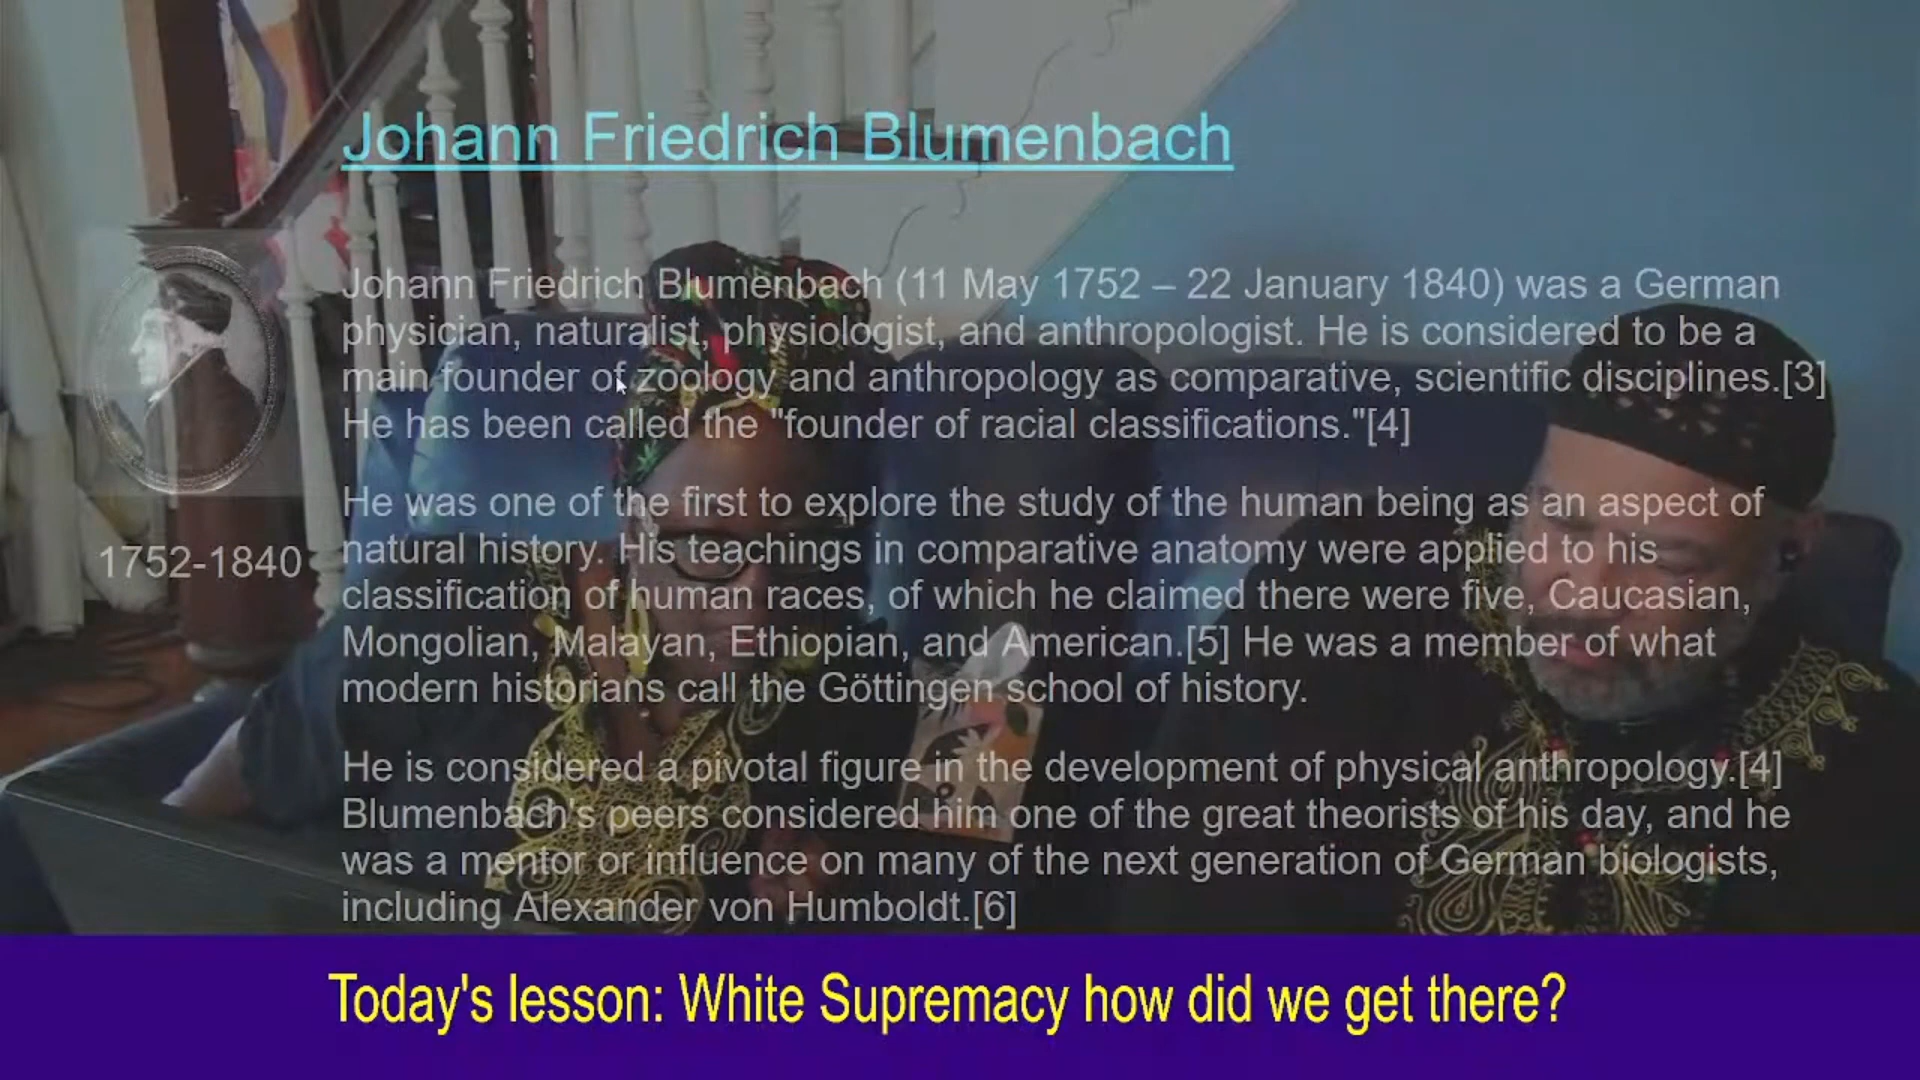 Johann Friedrich Blumenbach
Johann Friedrich Blumenbach (11 May 1752 – 22 January 1840) was a German
physician, naturalist, physiologist, and anthropologist. He is considered to be a
main founder of zoology and anthropology as comparative, scientific disciplines.[3]
He has been called the "founder of racial classifications."[4]
He was one of the first to explore the study of the human being as an aspect of
natural history. His teachings in comparative anatomy were applied to his
classification of human races, of which he claimed there were five, Caucasian,
Mongolian, Malayan, Ethiopian, and American.[5] He was a member of what
modern historians call the Göttingen school of history.
1752-1840
He is considered a pivotal figure in the development of physical anthropology.[4]
Blumenbach's peers considered him one of the great theorists of his day, and he
was a mentor or influence on many of the next generation of German biologists,
including Alexander von Humboldt.[6]
Today's lesson: White Supremacy how did we get there?